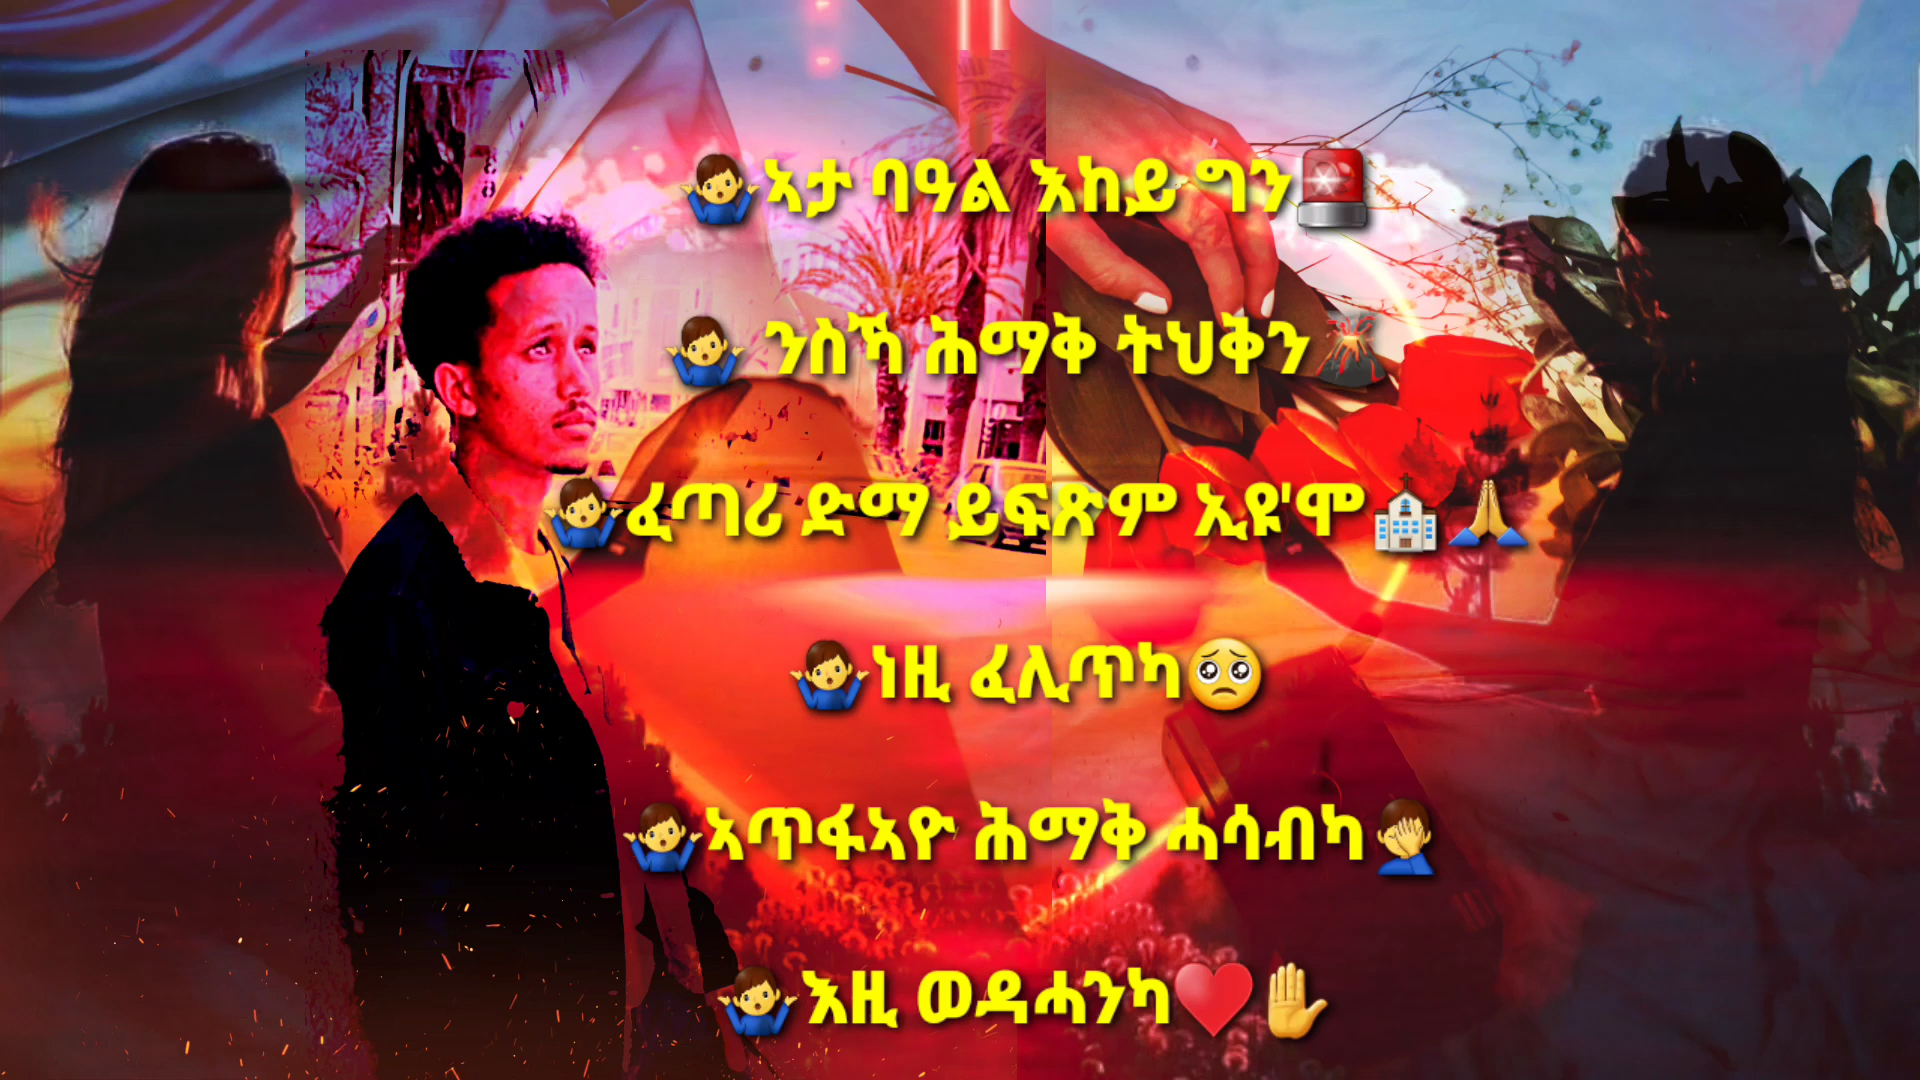 🤷‍♂️ኣታ ባዓል እከይ ግን🚨
🤷‍♂️ ንስኻ ሕማቅ ትህቅን🌋
🤷‍♂️ፈጣሪ ድማ ይፍጽም ኢዩ'ሞ⛪🙏
🤷‍♂️ነዚ ፈሊጥካ🥺
🤷‍♂️ኣጥፋኣዮ ሕማቅ ሓሳብካ🤦‍♂️
🤷‍♂️እዚ ወዳሓንካ♥️✋